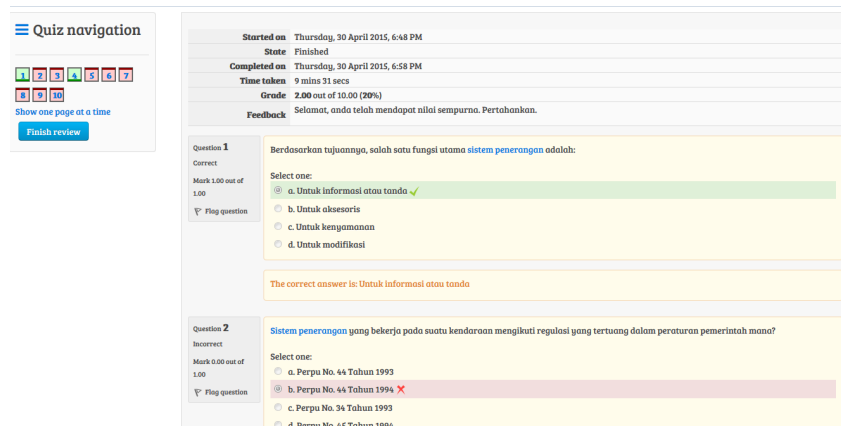 Quiz navigation
1 2 3 4 5 6 7
8 9 10
Show one page at a time
Finish review
Started on Thursday, 30 April 2015, 6:48 PM
State Finished
Completed on Thursday, 30 April 2015, 6:58 PM
Time taken 9 mins 31 secs
Grade 2.00 out of 10.00 (20%)
Feedback Selamat, anda telah mendapat nilai sempurna. Pertahankan.
Question 1
Correct
Mark 1.00 out of
1.00
Flag question
Berdasarkan tujuannya, salah satu fungsi utama sistem penerangan adalah:
Select one:
a. Untuk informasi atau tanda
b. Untuk aksesoris
c. Untuk kenyamanan
d. Untuk modifikasi
The correct answer is: Untuk informasi atau tanda
Question 2
Incorrect
Mark 0.00 out of
1.00
Flag question
Sistem penerangan yang bekerja pada suatu kendaraan mengikuti regulasi yang tertuang dalam peraturan pemerintah mana?
Select one:
a. Perpu No. 44 Tahun 1993
b. Perpu No. 44 Tahun 1994
c. Perpu No. 34 Tahun 1993
d. Perpu No. 45 Tahun 1994